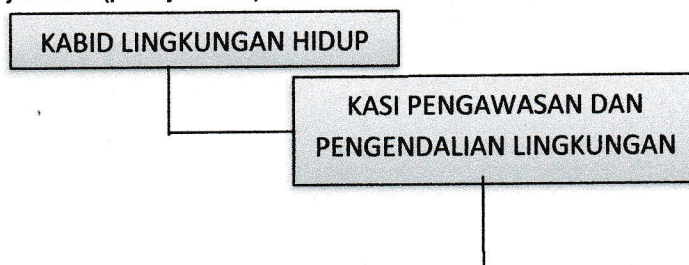 KABID LINGKUNGAN HIDUP
KASI PENGAWASAN DAN
PENGENDALIAN LINGKUNGAN